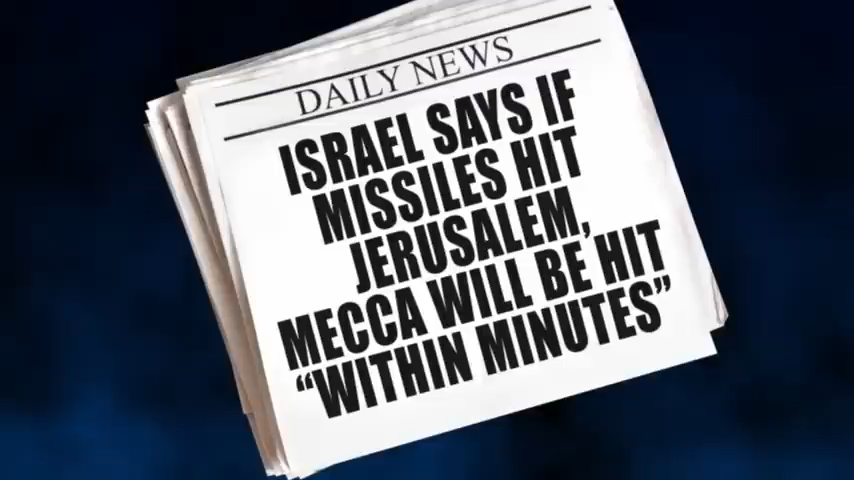 DAILY NEWS
ISRAEL SAYS IF
MISSILES HIT
JERUSALEM,
MECCA WILL BE HIT
“WITHIN MINUTES”